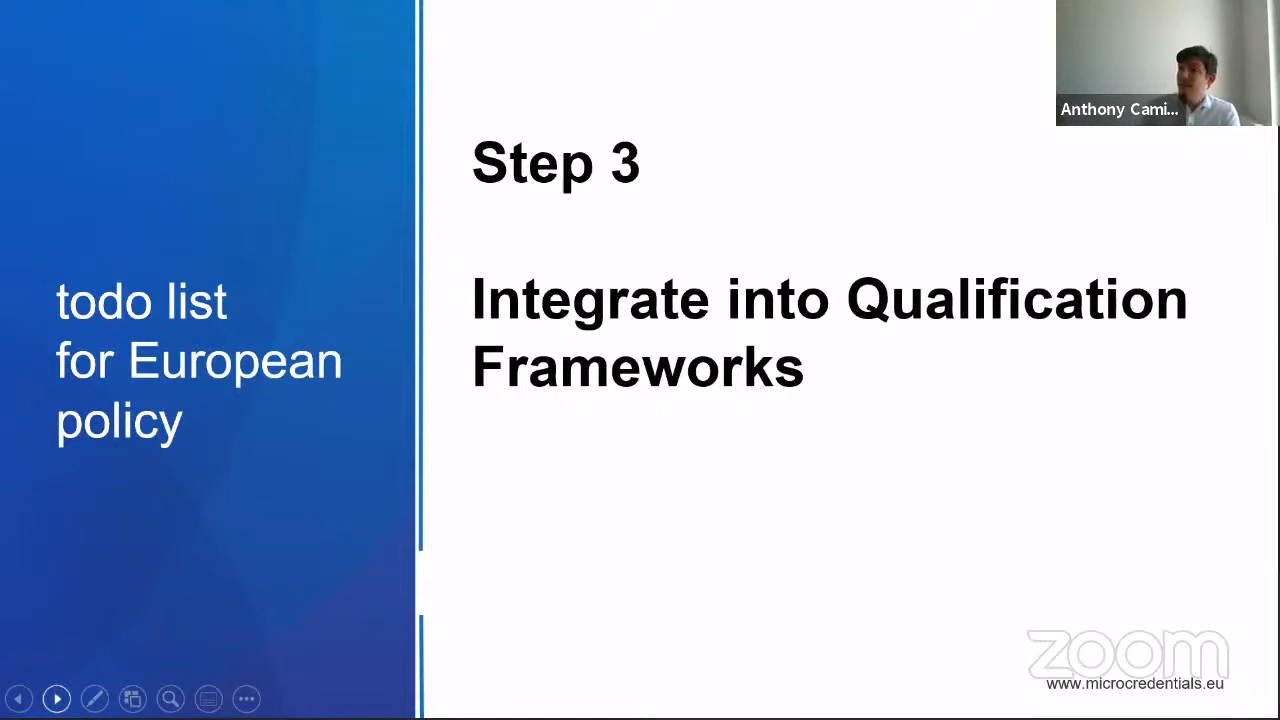 Anthony Cami...
Step 3
Integrate into Qualification
Frameworks
todo list
for European
policy
zoom
www.microcredentials.eu